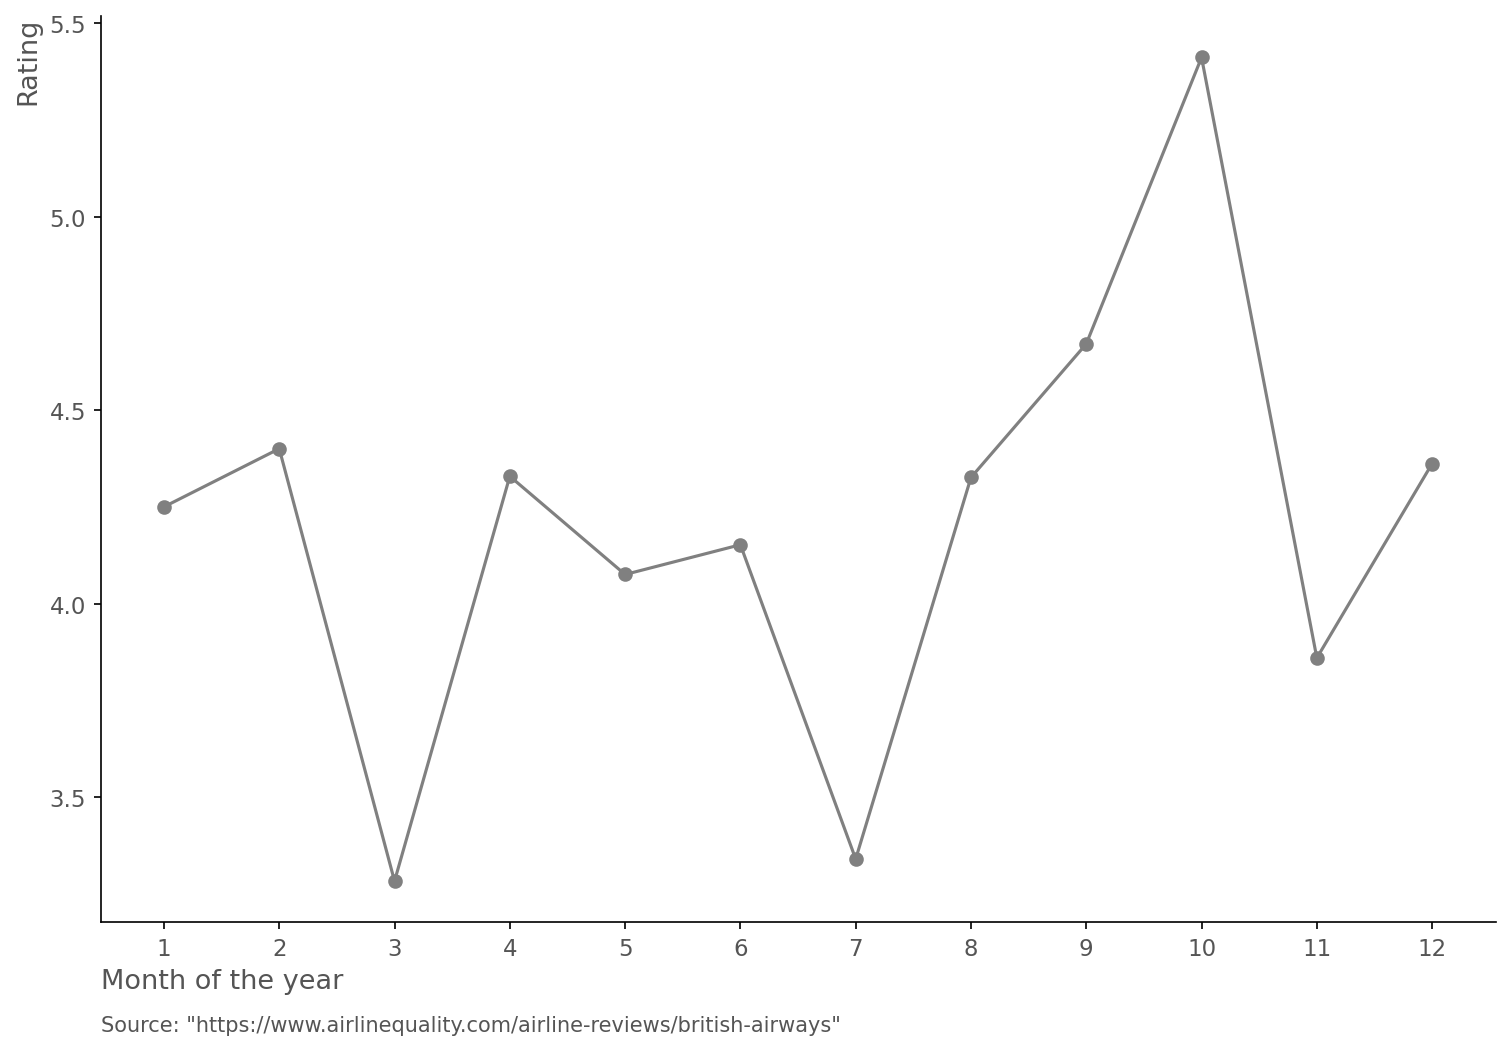 Rating
5.5
5.0
4.5
4.0
3.5
1 2 3 4 5 6 7 8 9 10 11 12
Month of the year
Source: "https://www.airlinequality.com/airline-reviews/british-airways"